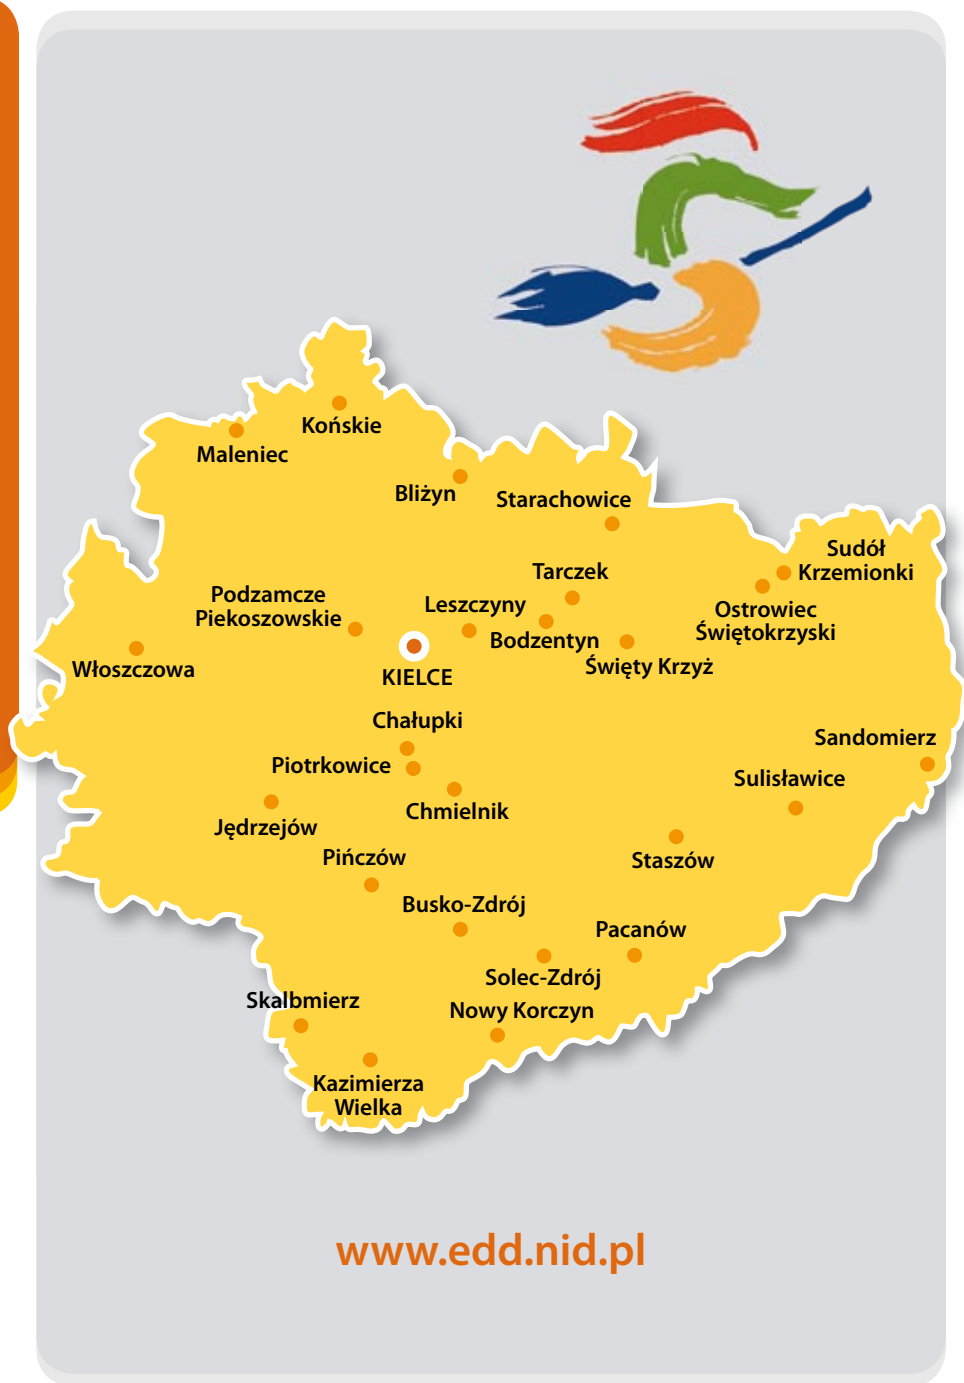 Końskie
Maleniec
Bliżyn
Starachowice
Sudół
Krzemionki
Tarczek
Podzamcze
Piekoszowskie
Leszczyny
Ostrowiec
Świętokrzyski
Bodzentyn
Święty Krzyż
Włoszczowa
KIELCE
Chałupki
Sandomierz
Piotrkowice
Sulisławice
Chmielnik
Jędrzejów
Pińczów
Staszów
Busko-Zdrój
Pacanów
Solec-Zdrój
Skalbmierz
Nowy Korczyn
Kazimierza
Wielka
www.edd.nid.pl